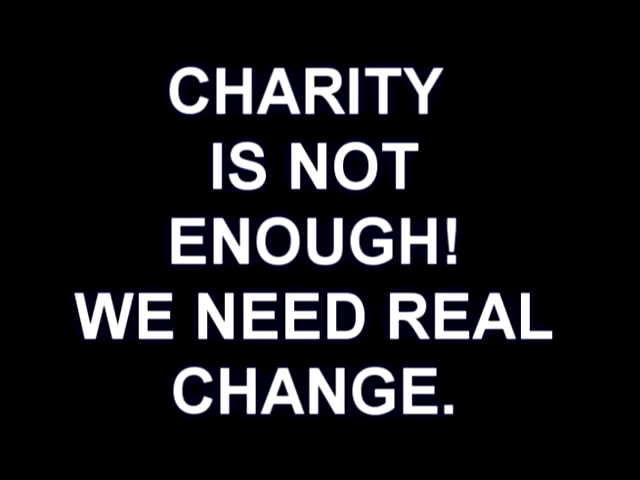 CHARITY
IS NOT
ENOUGH!
WE NEED REAL
CHANGE.